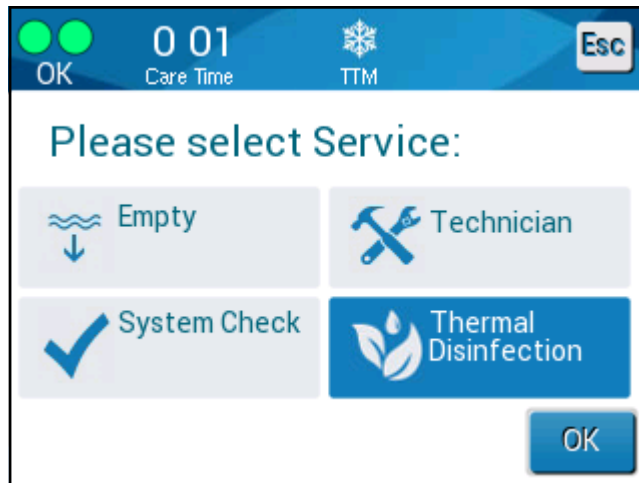 OK
0 01
Care Time
TTM
Esc
Please select Service:
Empty
Technician
System Check
Thermal
Disinfection
OK